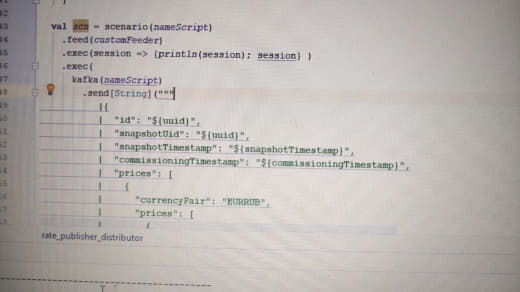 val scn = scenario(nameScript)
.feed(customFeeder)
.exec(session => {println(session); session} )
.exec(
kafka(nameScript)
.send[String]("""
|{
| "id": "${uuid}",
| "snapshotUid": "${uuid}",
| "snapshotTimestamp": "${snapshotTimestamp}",
| "commissioningTimestamp": "${commissioningTimestamp}",
| "prices": [
| {
| "currencyPair": "EURRUB",
| "prices": [
| {
rate_publisher_distributor